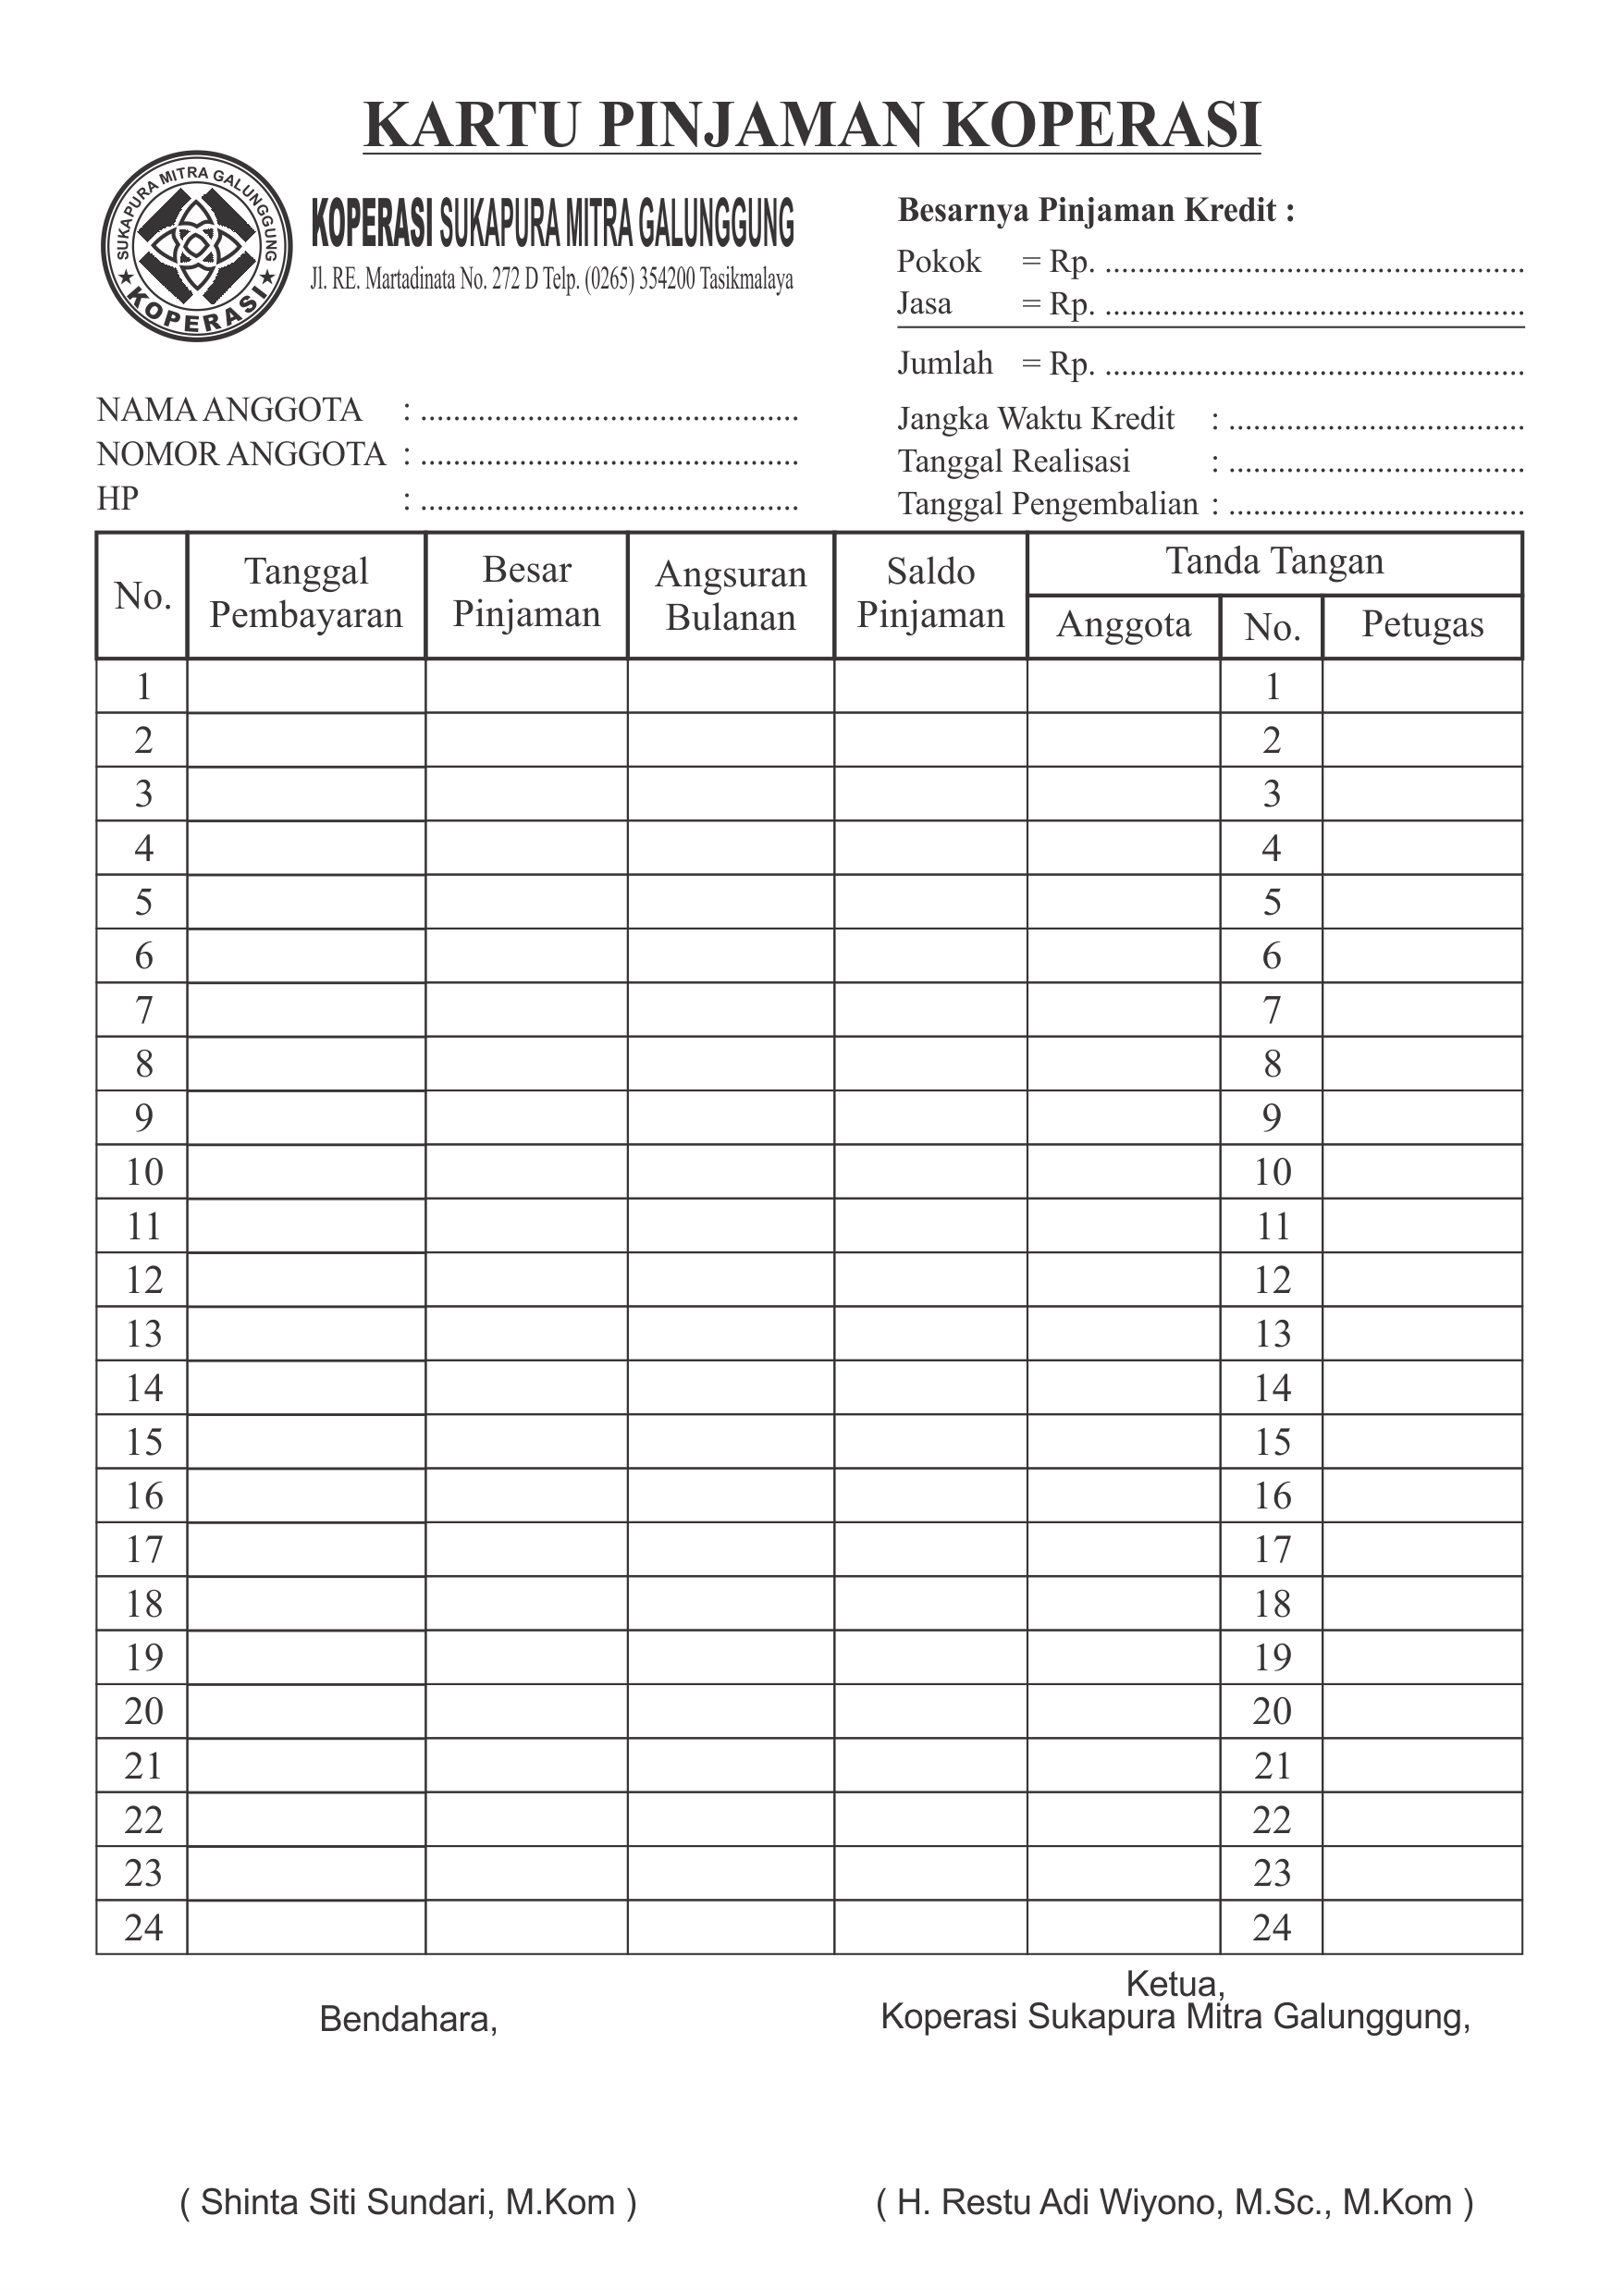 KARTU PINJAMAN KOPERASI
SUKAPURA MITRA GALUNGGUNG
★ KOPERASI ★
KOPERASI SUKAPURA MITRA GALUNGGUNG
Jl. RE. Martadinata No. 272 D Telp. (0265) 354200 Tasikmalaya
Besarnya Pinjaman Kredit :
Pokok = Rp. ...................................................
Jasa = Rp. ...................................................
Jumlah = Rp. ...................................................
NAMA ANGGOTA : ..............................................
NOMOR ANGGOTA : ..............................................
HP : ..............................................
Jangka Waktu Kredit : ....................................
Tanggal Realisasi : ....................................
Tanggal Pengembalian : ....................................
No. Tanggal Pembayaran Besar Pinjaman Angsuran Bulanan Saldo Pinjaman Tanda Tangan
Anggota No. Petugas
1 1
2 2
3 3
4 4
5 5
6 6
7 7
8 8
9 9
10 10
11 11
12 12
13 13
14 14
15 15
16 16
17 17
18 18
19 19
20 20
21 21
22 22
23 23
24 24
Bendahara,
Ketua,
Koperasi Sukapura Mitra Galunggung,
( Shinta Siti Sundari, M.Kom )
( H. Restu Adi Wiyono, M.Sc., M.Kom )